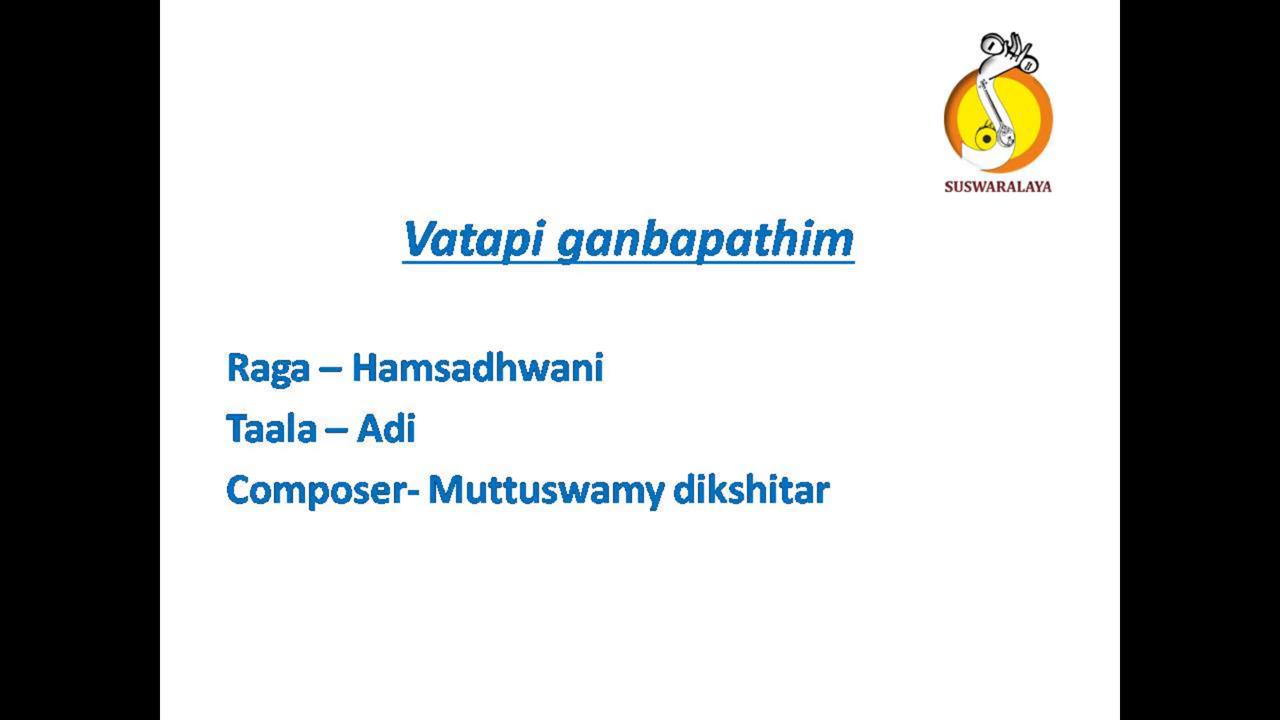 SUSWARALAYA
Vatapi ganbapathim
Raga – Hamsadhwani
Taala – Adi
Composer- Muttuswamy dikshitar